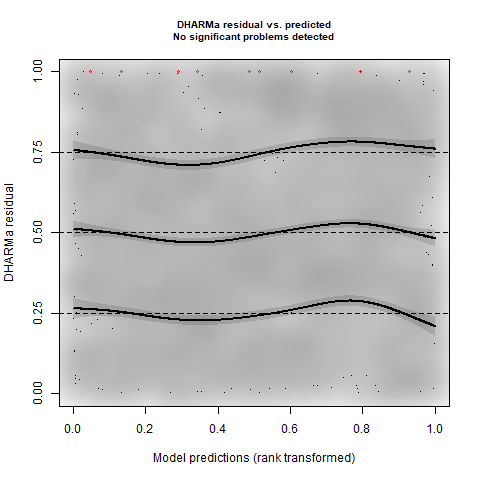 DHARMa residual vs. predicted
No significant problems detected
1.00
0.75
0.50
0.25
0.00
DHARMa residual
0.0 0.2 0.4 0.6 0.8 1.0
Model predictions (rank transformed)